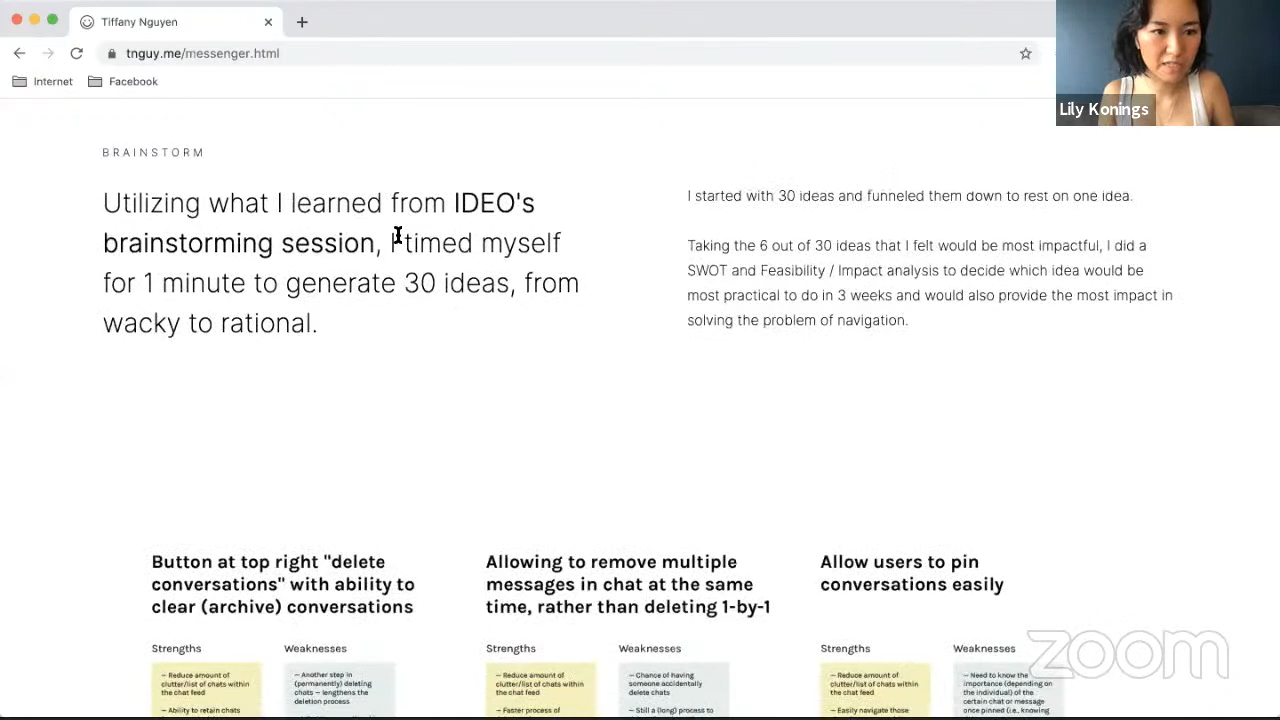 Tiffany Nguyen
tnguy.me/messenger.html
Internet
Facebook
Lily Konings
BRAINSTORM
Utilizing what I learned from IDEO's
brainstorming session, I timed myself
for 1 minute to generate 30 ideas, from
wacky to rational.
I started with 30 ideas and funneled them down to rest on one idea.
Taking the 6 out of 30 ideas that I felt would be most impactful, I did a
SWOT and Feasibility / Impact analysis to decide which idea would be
most practical to do in 3 weeks and would also provide the most impact in
solving the problem of navigation.
Button at top right "delete
conversations" with ability to
clear (archive) conversations
Strengths
— Reduce amount of
clutter/list of chats within
the chat feed
— Ability to retain chats
Weaknesses
— Another step in
(permanently) deleting
chats — lengthens the
deletion process
Allowing to remove multiple
messages in chat at the same
time, rather than deleting 1-by-1
Strengths
— Reduce amount of
clutter/list of chats within
the chat feed
— Faster process of
Weaknesses
— Chance of having
someone accidentally
delete chats
— Still a (long) process to
Allow users to pin
conversations easily
Strengths
— Reduce amount of
clutter/list of chats within
the chat feed
— Easily navigate those
Weaknesses
— Need to know the
importance (depending on
the individual) of the
certain chat or message
once pinned (i.e., knowing
zoom